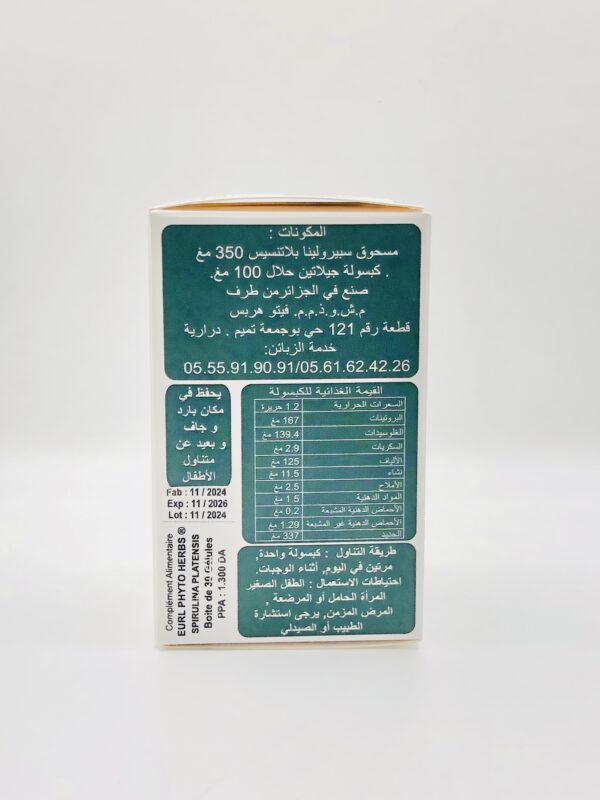 المكونات :
مسحوق سبيرولينا بلاتنسيس 350 مغ
. كبسولة جيلاتين حلال 100 مغ.
صنع في الجزائرمن طرف
م.ش.و.ذ.م.م. فيتو هربس
قطعة رقم 121 حي بوجمعة تميم . درارية
خدمة الزبائن:
05.55.91.90.91/05.61.62.42.26
القيمة الغذائية للكبسولة
السعرات الحرارية 1.2 حريرة
البروتينات 167 مغ
الغلوسيدات 139.4 مغ
السكريات 2.9 مغ
الألياف 125 مغ
نشاء 11.5 مغ
الأملاح 2.5 مغ
المواد الدهنية 1.5 مغ
الأحماض الدهنية المشبعة 0.2 مغ
الأحماض الدهنية غير المشبعة 1.29 مغ
الحديد 337 مغ
يحفظ في
مكان بارد
و جاف
و بعيد عن
متناول
الأطفال
Fab : 11 / 2024
Exp : 11 / 2026
Lot : 11 / 2024
Complément Alimentaire
EURL PHYTO HERBS ®
SPIRULINA PLATENSIS
Boite de Gélules
PPA : 1.300 DA
طريقة التناول : كبسولة واحدة,
مرتين في اليوم, أثناء الوجبات.
احتياطات الاستعمال : الطفل الصغير
المرأة الحامل أو المرضعة
المرض المزمن, يرجى استشارة
الطبيب أو الصيدلي